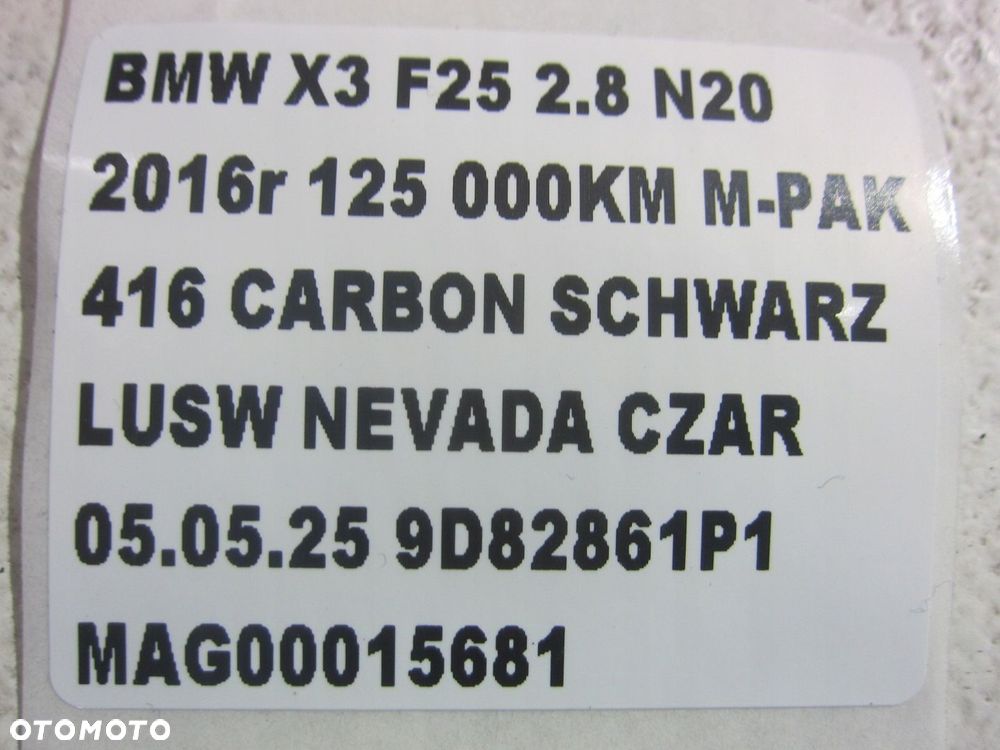 BMW X3 F25 2.8 N20
2016r 125 000KM M-PAK
416 CARBON SCHWARZ
LUSW NEVADA CZAR
05.05.25 9D82861P1
MAG00015681
OTOMOTO